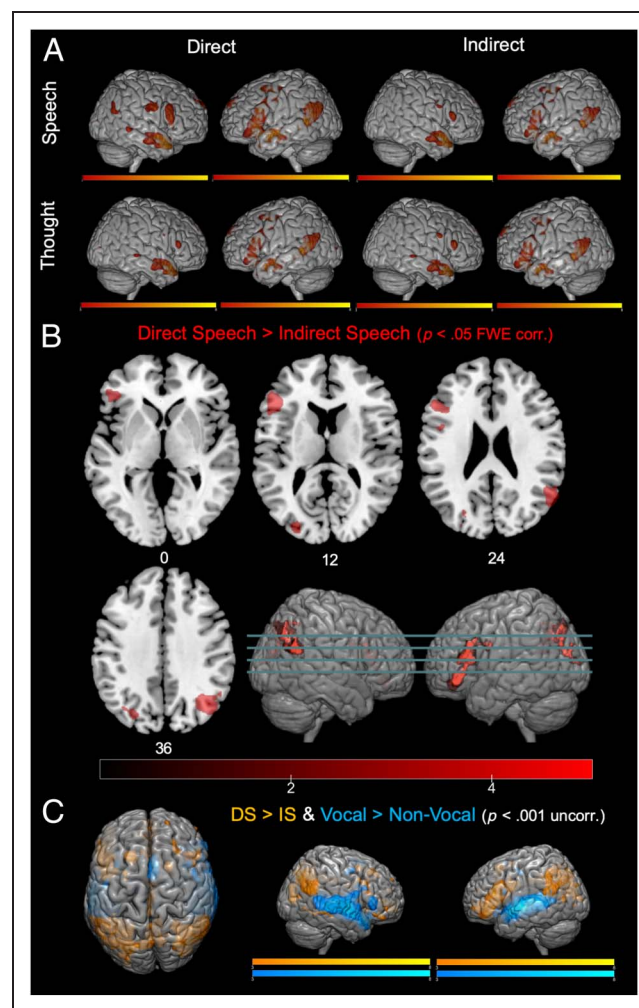 A
Direct
Indirect
Speech
Thought
B
Direct Speech > Indirect Speech (p < .05 FWE corr.)
0
12
24
36
2
4
C
DS > IS & Vocal > Non-Vocal (p < .001 uncorr.)